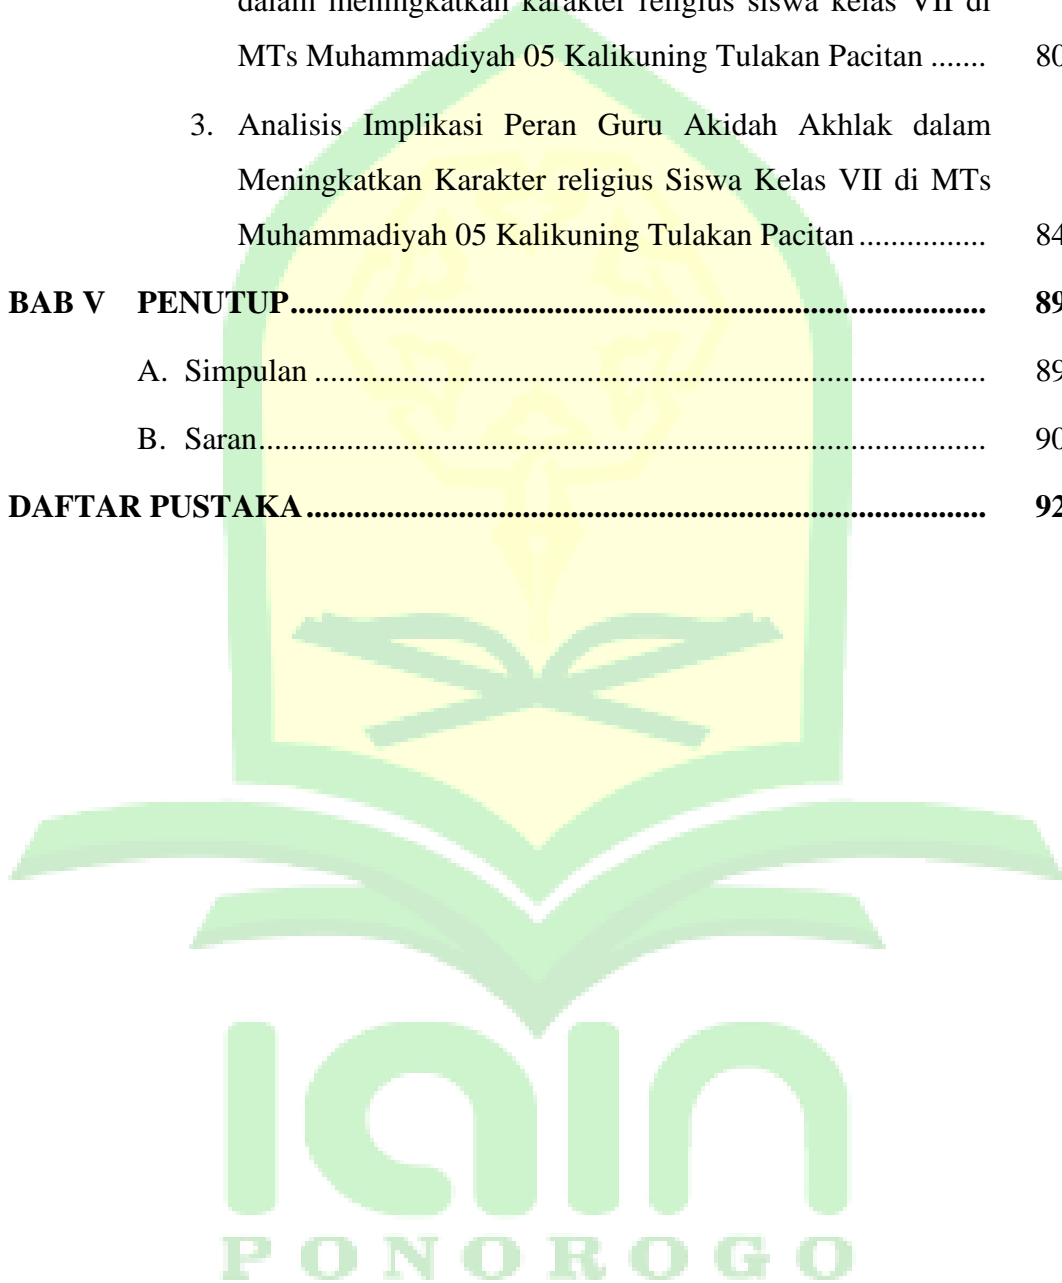 dalam meningkatkan karakter religius siswa kelas VII di
MTs Muhammadiyah 05 Kalikuning Tulakan Pacitan ....... 80
3. Analisis Implikasi Peran Guru Akidah Akhlak dalam
Meningkatkan Karakter religius Siswa Kelas VII di MTs
Muhammadiyah 05 Kalikuning Tulakan Pacitan ................ 84
BAB V PENUTUP..................................................................................... 89
A. Simpulan .................................................................................... 89
B. Saran........................................................................................... 90
DAFTAR PUSTAKA ................................................................................... 92
iain
PONOROGO